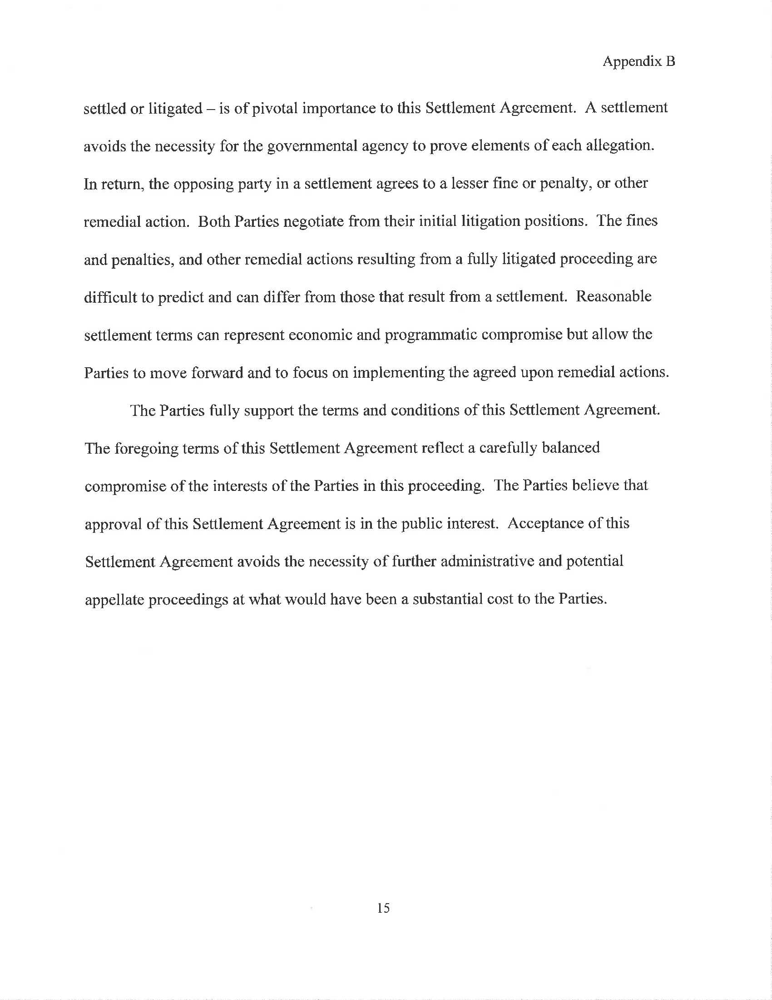 Appendix B
settled or litigated – is of pivotal importance to this Settlement Agreement.  A settlement
avoids the necessity for the governmental agency to prove elements of each allegation.
In return, the opposing party in a settlement agrees to a lesser fine or penalty, or other
remedial action.  Both Parties negotiate from their initial litigation positions.  The fines
and penalties, and other remedial actions resulting from a fully litigated proceeding are
difficult to predict and can differ from those that result from a settlement.  Reasonable
settlement terms can represent economic and programmatic compromise but allow the
Parties to move forward and to focus on implementing the agreed upon remedial actions.
The Parties fully support the terms and conditions of this Settlement Agreement.
The foregoing terms of this Settlement Agreement reflect a carefully balanced
compromise of the interests of the Parties in this proceeding.  The Parties believe that
approval of this Settlement Agreement is in the public interest.  Acceptance of this
Settlement Agreement avoids the necessity of further administrative and potential
appellate proceedings at what would have been a substantial cost to the Parties.
15